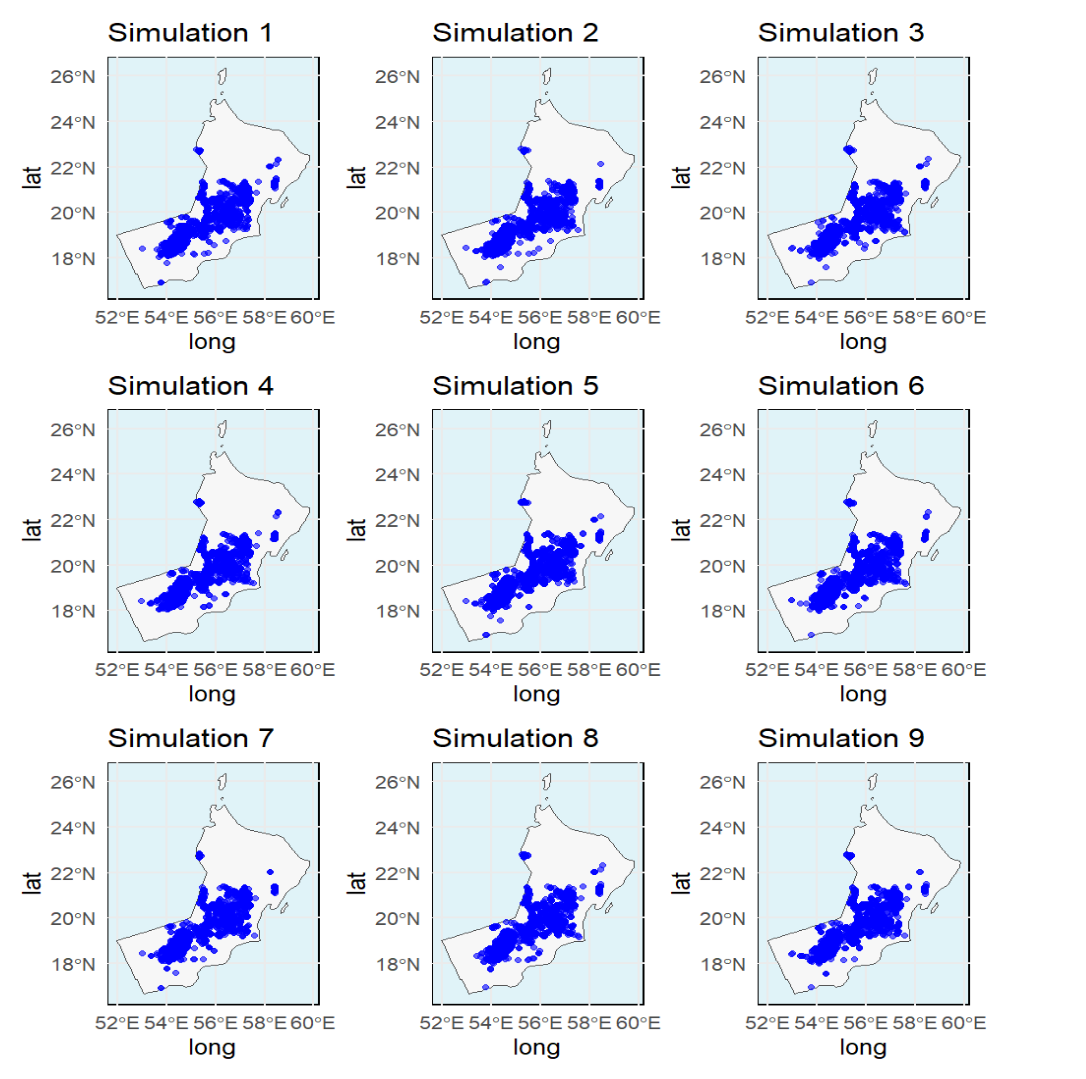 Simulation 1 Simulation 2 Simulation 3
26°N 26°N 26°N
24°N 24°N 24°N
22°N 22°N 22°N
lat lat lat
20°N 20°N 20°N
18°N 18°N 18°N
52°E 54°E 56°E 58°E 60°E 52°E 54°E 56°E 58°E 60°E 52°E 54°E 56°E 58°E 60°E
long long long
Simulation 4 Simulation 5 Simulation 6
26°N 26°N 26°N
24°N 24°N 24°N
22°N 22°N 22°N
lat lat lat
20°N 20°N 20°N
18°N 18°N 18°N
52°E 54°E 56°E 58°E 60°E 52°E 54°E 56°E 58°E 60°E 52°E 54°E 56°E 58°E 60°E
long long long
Simulation 7 Simulation 8 Simulation 9
26°N 26°N 26°N
24°N 24°N 24°N
22°N 22°N 22°N
lat lat lat
20°N 20°N 20°N
18°N 18°N 18°N
52°E 54°E 56°E 58°E 60°E 52°E 54°E 56°E 58°E 60°E 52°E 54°E 56°E 58°E 60°E
long long long